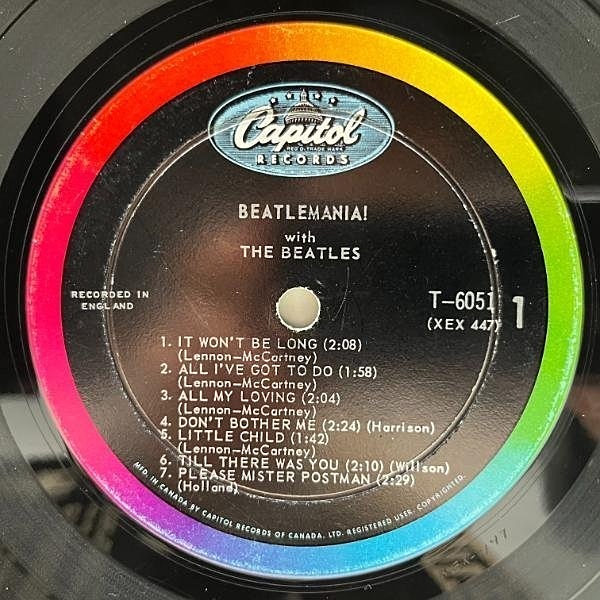 Capitol
REG'D. TRADE MARK
RECORDS
BEATLEMANIA!
with
THE BEATLES
RECORDED IN
ENGLAND
T-6051
(XEX 447)
1
1. IT WON'T BE LONG (2:08)
(Lennon-McCartney)
2. ALL I'VE GOT TO DO (1:58)
(Lennon-McCartney)
3. ALL MY LOVING (2:04)
(Lennon-McCartney)
4. DON'T BOTHER ME (2:24) (Harrison)
5. LITTLE CHILD (1:42)
(Lennon-McCartney)
6. TILL THERE WAS YOU (2:10) (Willson)
7. PLEASE MISTER POSTMAN (2:29)
(Holland)
MFD. IN CANADA BY CAPITOL RECORDS OF CANADA, LTD. REGISTERED USER. COPYRIGHTED.